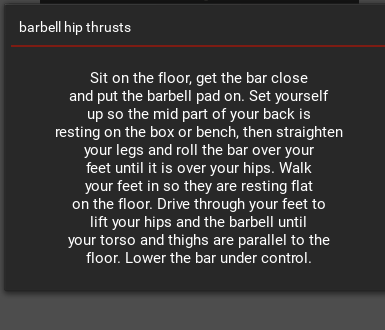 barbell hip thrusts
Sit on the floor, get the bar close
and put the barbell pad on. Set yourself
up so the mid part of your back is
resting on the box or bench, then straighten
your legs and roll the bar over your
feet until it is over your hips. Walk
your feet in so they are resting flat
on the floor. Drive through your feet to
lift your hips and the barbell until
your torso and thighs are parallel to the
floor. Lower the bar under control.